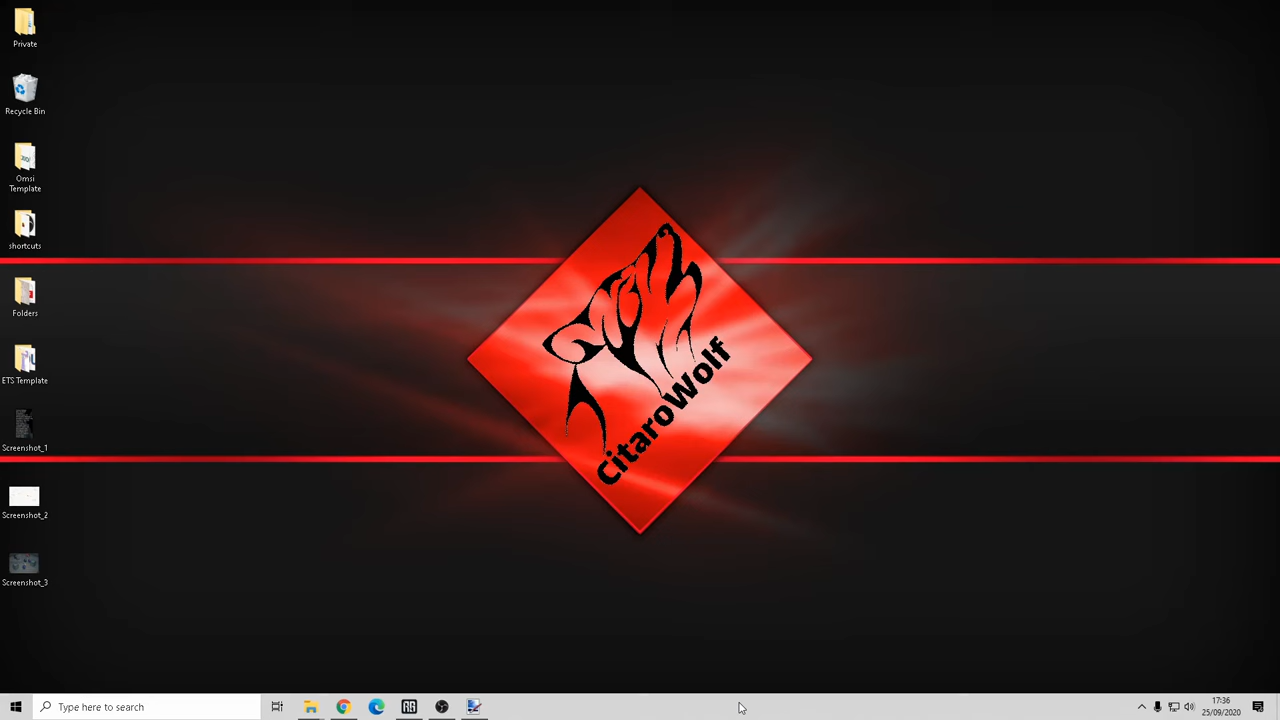 Private
Recycle Bin
Omsi
Template
shortcuts
Folders
ETS Template
Screenshot_1
Screenshot_2
Screenshot_3
CitaroWolf
Type here to search
17:36
25/09/2020